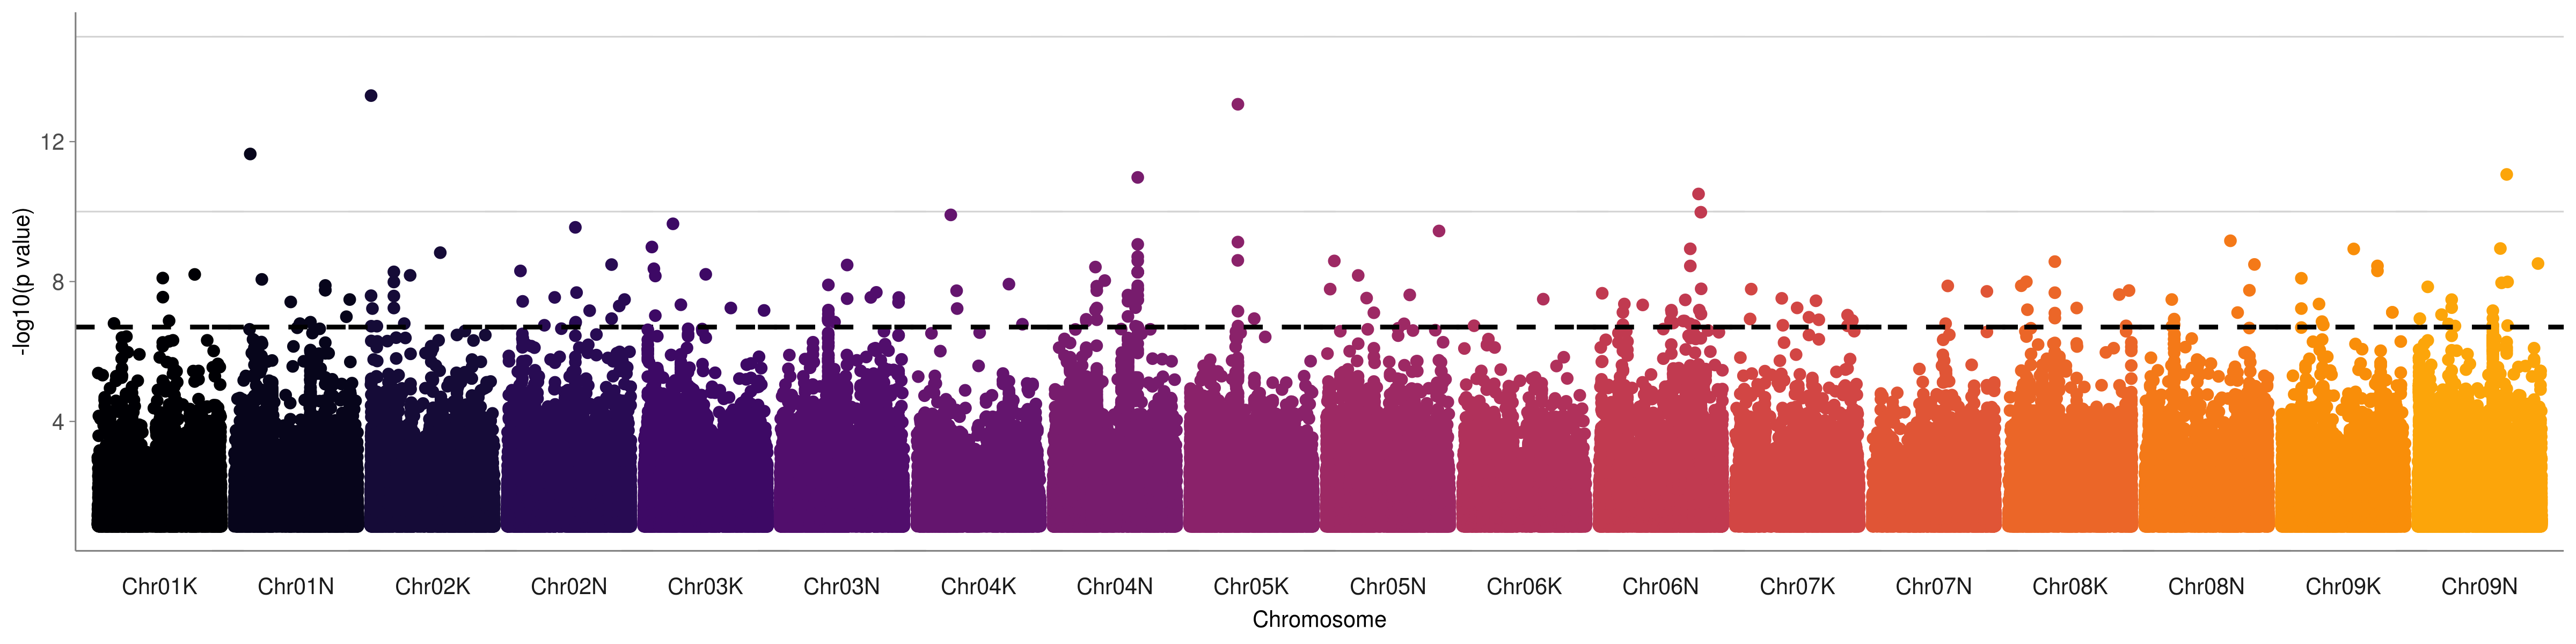 -log10(p value)
12
8
4
Chr01K Chr01N Chr02K Chr02N Chr03K Chr03N Chr04K Chr04N Chr05K Chr05N Chr06K Chr06N Chr07K Chr07N Chr08K Chr08N Chr09K Chr09N
Chromosome